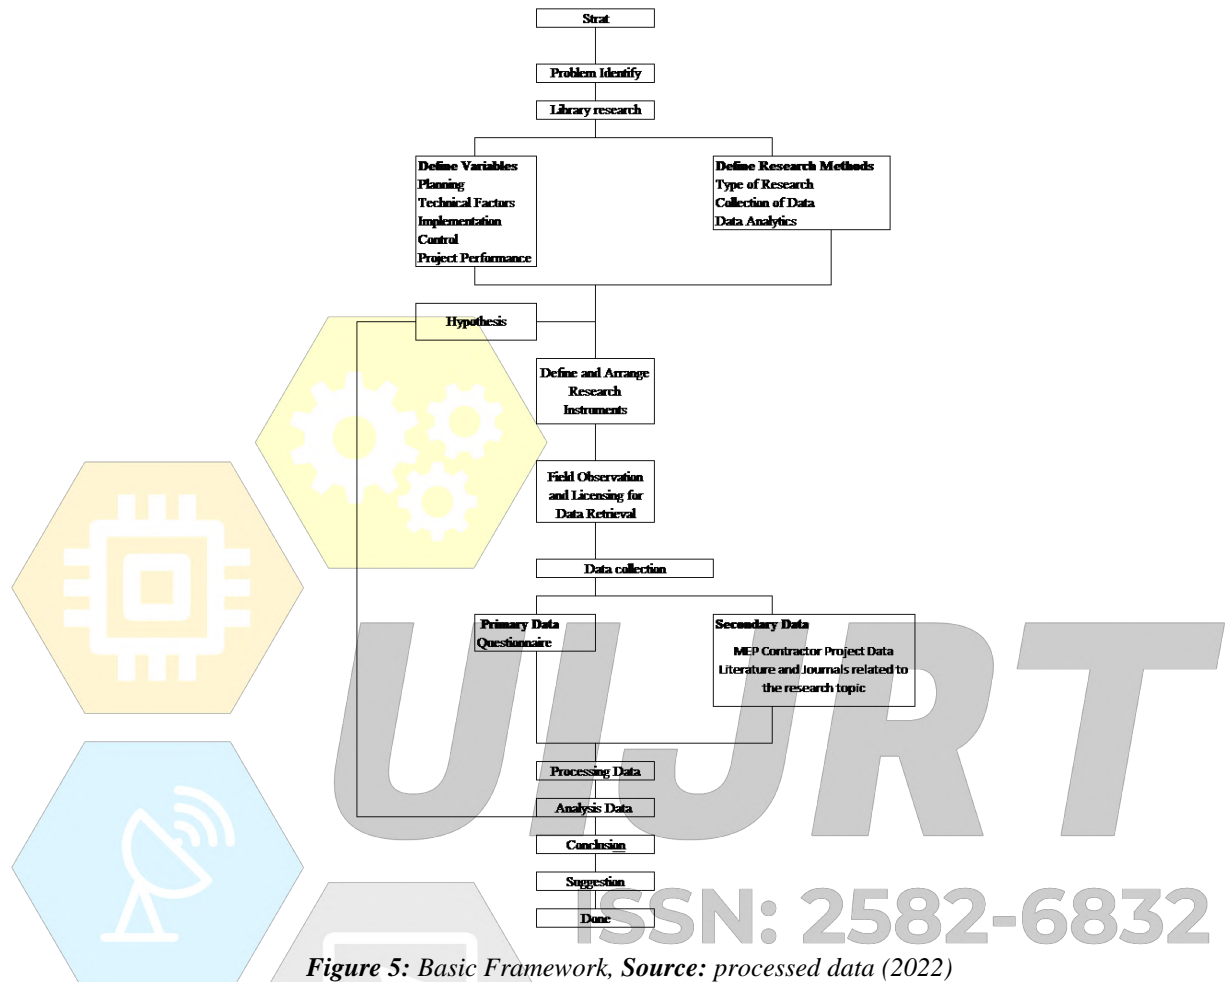 Strat
Problem Identify
Library research
Define Variables
Planning
Technical Factors
Implementation
Control
Project Performance
Define Research Methods
Type of Research
Collection of Data
Data Analytics
Hypothesis
Define and Arrange
Research
Instruments
Field Observation
and Licensing for
Data Retrieval
Data collection
Primary Data
Questionnaire
Secondary Data
MEP Contractor Project Data
Literature and Journals related to
the research topic
UIJRT
Processing Data
Analysis Data
Conclusion
Suggestion
Done
ISSN: 2582-6832
Figure 5: Basic Framework, Source: processed data (2022)